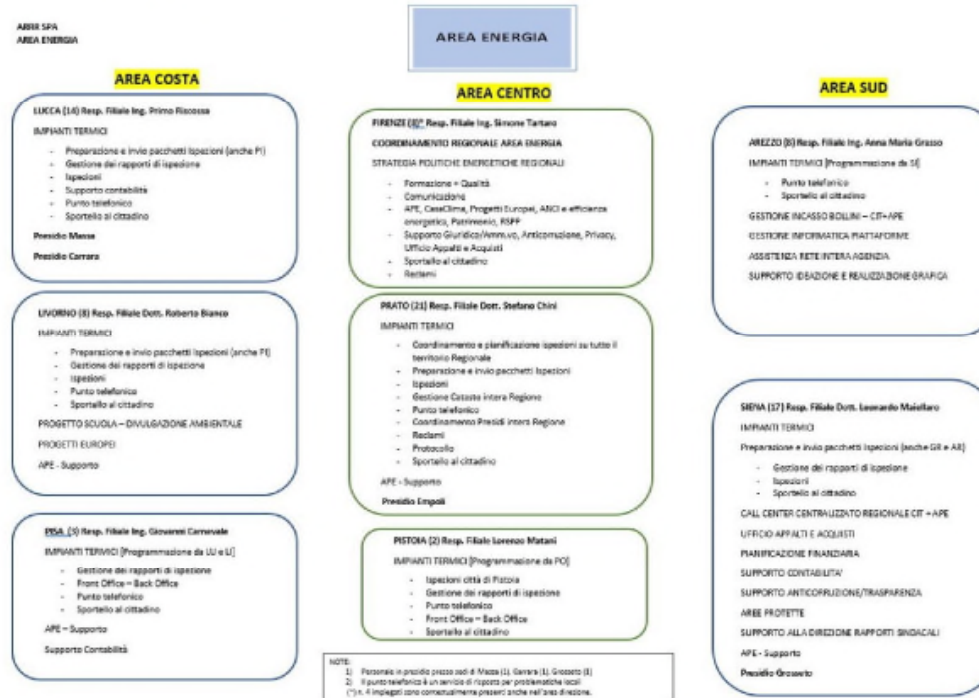 ARRR SPA
AREA ENERGIA
AREA ENERGIA
AREA COSTA
LUCCA (14) Resp. Filiale Ing. Primo Riscossa
IMPIANTI TERMICI
- Preparazione e invio pacchetti Ispezioni (anche PI)
- Gestione dei rapporti di ispezione
- Ispezioni
- Supporto contabilità
- Punto telefonico
- Sportello al cittadino
Presidio Massa
Presidio Carrara
LIVORNO (8) Resp. Filiale Dott. Roberto Bianco
IMPIANTI TERMICI
- Preparazione e invio pacchetti Ispezioni (anche PI)
- Gestione dei rapporti di ispezione
- Ispezioni
- Punto telefonico
- Sportello al cittadino
PROGETTO SCUOLA – DIVULGAZIONE AMBIENTALE
PROGETTI EUROPEI
APE - Supporto
PISA (5) Resp. Filiale Ing. Giovanni Carnevale
IMPIANTI TERMICI [Programmazione da LU e LI]
- Gestione dei rapporti di ispezione
- Front Office – Back Office
- Punto telefonico
- Sportello al cittadino
APE – Supporto
Supporto Contabilità
AREA CENTRO
FIRENZE (8)* Resp. Filiale Ing. Simone Tartaro
COORDINAMENTO REGIONALE AREA ENERGIA
STRATEGIA POLITICHE ENERGETICHE REGIONALI
- Formazione + Qualità
- Comunicazione
- APE, CasaClima, Progetti Europei, ANCI e efficienza
energetica, Patrimonio, RSPP
- Supporto Giuridico/Amm.vo, Anticorruzione, Privacy,
Ufficio Appalti e Acquisti
- Sportello al cittadino
- Reclami
PRATO (21) Resp. Filiale Dott. Stefano Chini
IMPIANTI TERMICI
- Coordinamento e pianificazione ispezioni su tutto il
territorio Regionale
- Preparazione e invio pacchetti Ispezioni
- Ispezioni
- Gestione Catasto intera Regione
- Punto telefonico
- Coordinamento Presidi intera Regione
- Reclami
- Protocollo
- Sportello al cittadino
APE - Supporto
Presidio Empoli
PISTOIA (2) Resp. Filiale Lorenzo Matani
IMPIANTI TERMICI [Programmazione da PO]
- Ispezioni città di Pistoia
- Gestione dei rapporti di ispezione
- Punto telefonico
- Front Office – Back Office
- Sportello al cittadino
NOTE:
1) Personale in presidio presso sedi di Massa (1), Carrara (1), Grosseto (1)
2) Il punto telefonico è un servizio di risposta per problematiche locali
(*) n. 4 impiegati sono contestualmente presenti anche nell'area direzione.
AREA SUD
AREZZO (8) Resp. Filiale Ing. Anna Maria Grasso
IMPIANTI TERMICI [Programmazione da SI]
- Punto telefonico
- Sportello al cittadino
GESTIONE INCASSO BOLLINI – CIT+APE
GESTIONE INFORMATICA PIATTAFORME
ASSISTENZA RETE INTERA AGENZIA
SUPPORTO IDEAZIONE E REALIZZAZIONE GRAFICA
SIENA (17) Resp. Filiale Dott. Leonardo Maiellaro
IMPIANTI TERMICI
Preparazione e invio pacchetti Ispezioni (anche GR e AR)
- Gestione dei rapporti di ispezione
- Ispezioni
- Sportello al cittadino
CALL CENTER CENTRALIZZATO REGIONALE CIT + APE
UFFICIO APPALTI E ACQUISTI
PIANIFICAZIONE FINANZIARIA
SUPPORTO CONTABILITA'
SUPPORTO ANTICORRUZIONE/TRASPARENZA
AREE PROTETTE
SUPPORTO ALLA DIREZIONE RAPPORTI SINDACALI
APE - Supporto
Presidio Grosseto